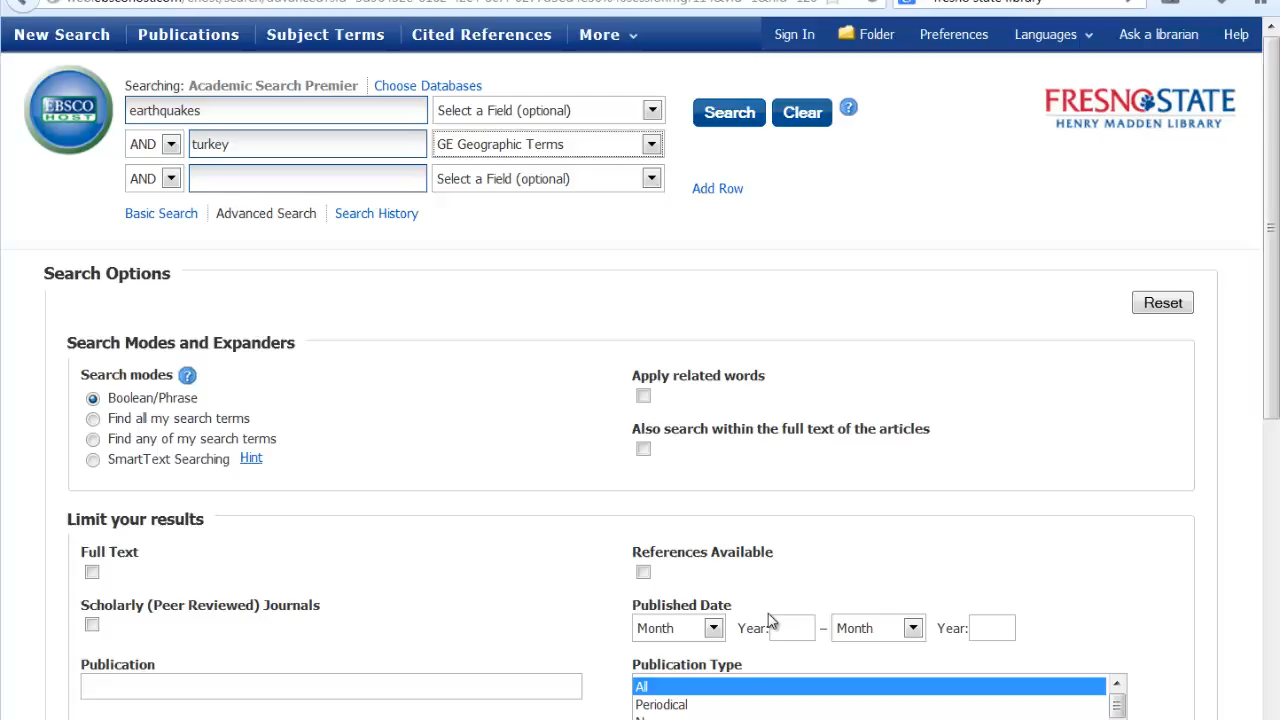 fresno state library
New Search Publications Subject Terms Cited References More Sign In Folder Preferences Languages Ask a librarian Help
Searching: Academic Search Premier Choose Databases
EBSCO HOST
earthquakes Select a Field (optional) Search Clear ?
FRESNO STATE
HENRY MADDEN LIBRARY
AND turkey GE Geographic Terms
AND Select a Field (optional) Add Row
Basic Search Advanced Search Search History
Search Options
Reset
Search Modes and Expanders
Search modes ? Apply related words
Boolean/Phrase
Find all my search terms Also search within the full text of the articles
Find any of my search terms
SmartText Searching Hint
Limit your results
Full Text References Available
Scholarly (Peer Reviewed) Journals Published Date
Month Year: – Month Year:
Publication Publication Type
All
Periodical